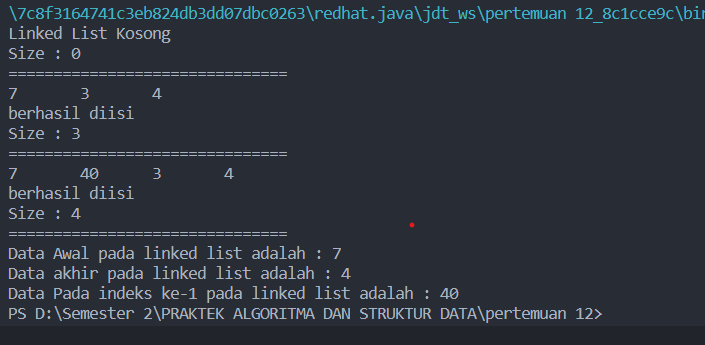 \7c8f3164741c3eb824db3dd07dbc0263\redhat.java\jdt_ws\pertemuan 12_8c1cce9c\bin
Linked List Kosong
Size : 0
===============================
7       3       4
berhasil diisi
Size : 3
===============================
7       40      3       4
berhasil diisi
Size : 4
===============================
Data Awal pada linked list adalah : 7
Data akhir pada linked list adalah : 4
Data Pada indeks ke-1 pada linked list adalah : 40
PS D:\Semester 2\PRAKTEK ALGORITMA DAN STRUKTUR DATA\pertemuan 12>